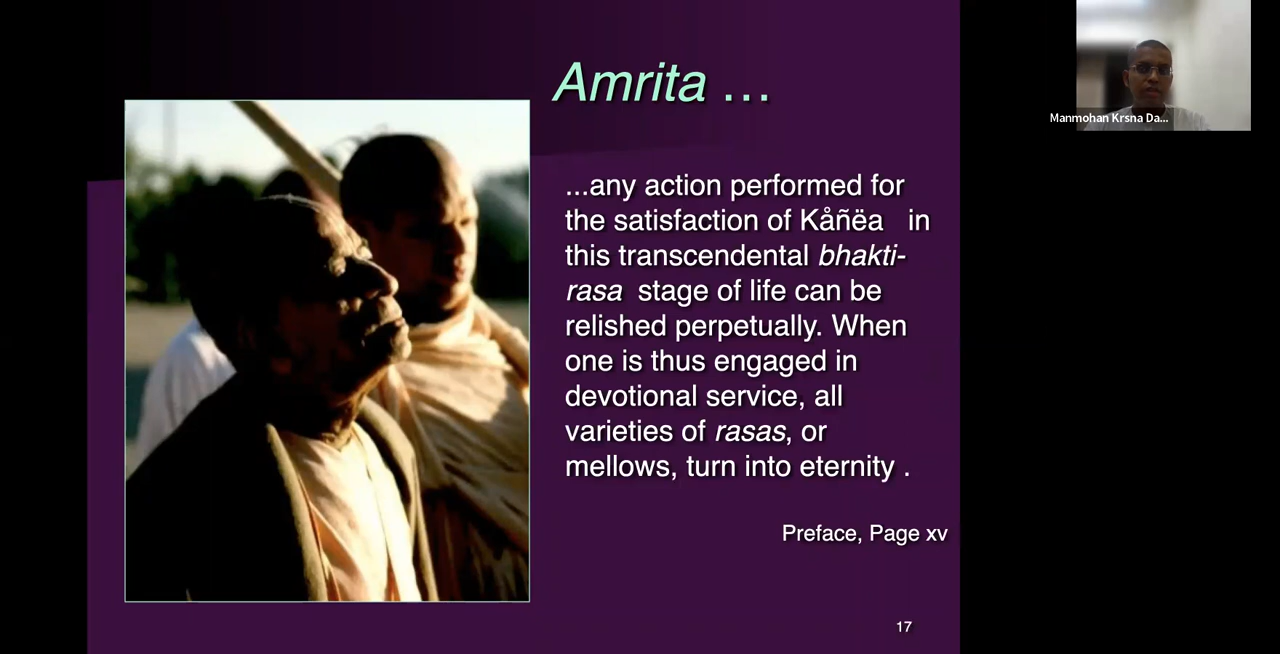 Amrita ...
...any action performed for
the satisfaction of Kåñëa in
this transcendental bhakti-
rasa stage of life can be
relished perpetually. When
one is thus engaged in
devotional service, all
varieties of rasas, or
mellows, turn into eternity .
Preface, Page xv
17
Manmohan Krsna Da...